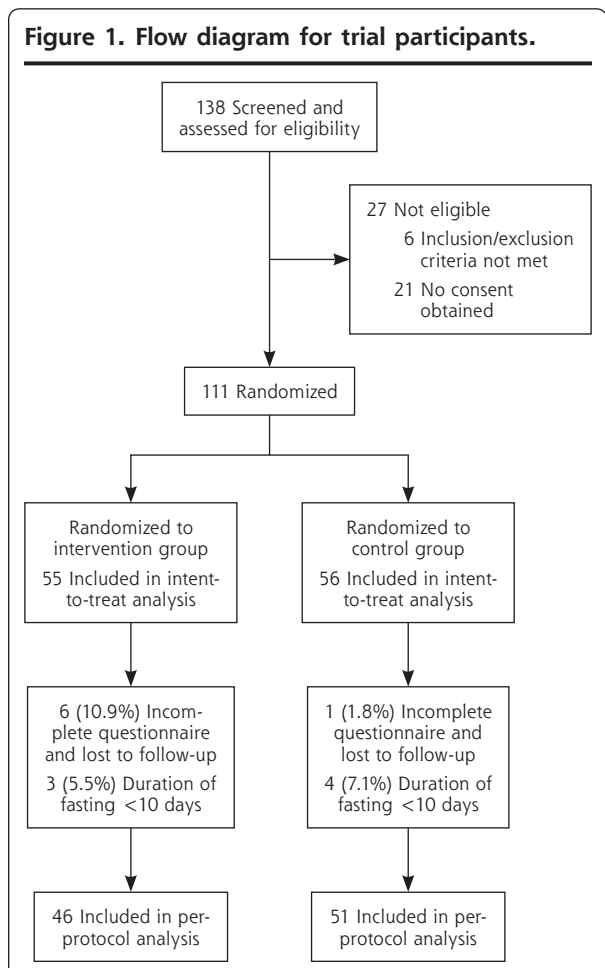 Figure 1. Flow diagram for trial participants.
138 Screened and
assessed for eligibility
27 Not eligible
6 Inclusion/exclusion
criteria not met
21 No consent
obtained
111 Randomized
Randomized to
intervention group
55 Included in intent-
to-treat analysis
Randomized to
control group
56 Included in intent-
to-treat analysis
6 (10.9%) Incom-
plete questionnaire
and lost to follow-up
3 (5.5%) Duration of
fasting <10 days
1 (1.8%) Incomplete
questionnaire and
lost to follow-up
4 (7.1%) Duration of
fasting <10 days
46 Included in per-
protocol analysis
51 Included in per-
protocol analysis